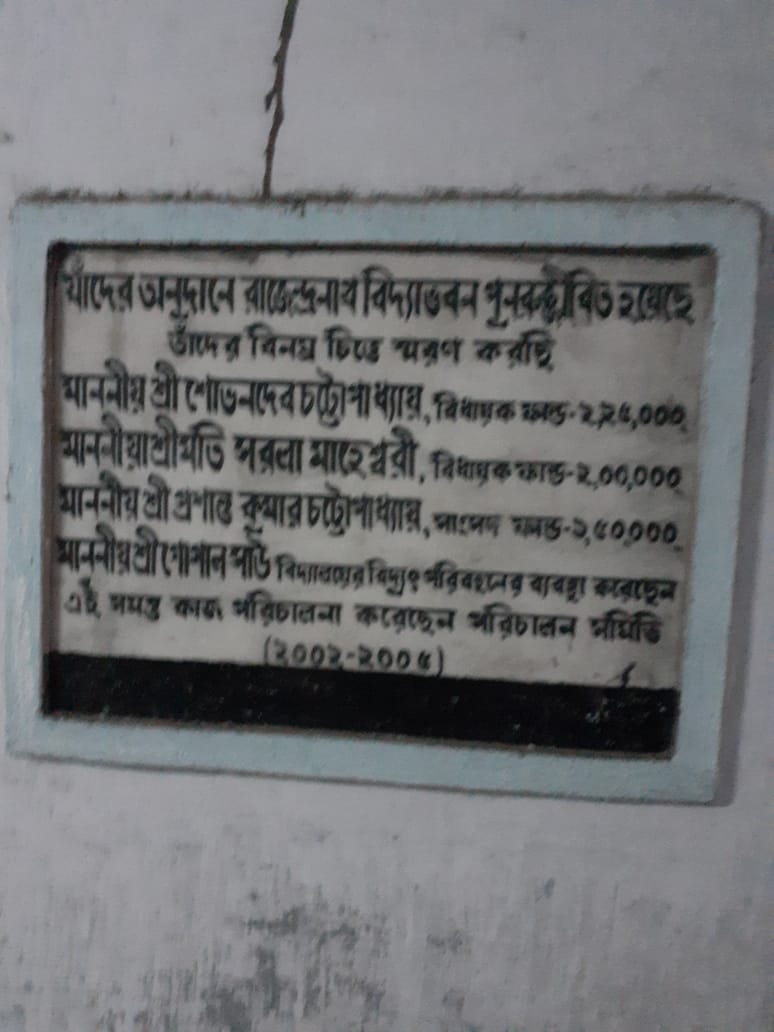 যাঁদের অনুদানে রাজেন্দ্রনাথ বিদ্যাভবন পুনরুজ্জীবিত হয়েছে
তাঁদের বিনম্র চিত্তে স্মরণ করছি
মাননীয় শ্রী শোভনদেব চট্টোপাধ্যায়, বিধায়ক ফান্ড-২,২৫,০০০
মাননীয়া শ্রীমতি সরলা মাহেশ্বরী, বিধায়ক ফান্ড-২,০০,০০০
মাননীয় শ্রী প্রশান্ত কুমার চট্টোপাধ্যায়, সাংসদ ফান্ড-২,৫০,০০০
মাননীয় শ্রী গোপাল সাউ বিদ্যালয়ের বিদ্যুৎ পরিবহনের ব্যবস্থা করেছেন
এই সমস্ত কাজ পরিচালনা করেছেন পরিচালন সমিতি
(২০০২-২০০৫)